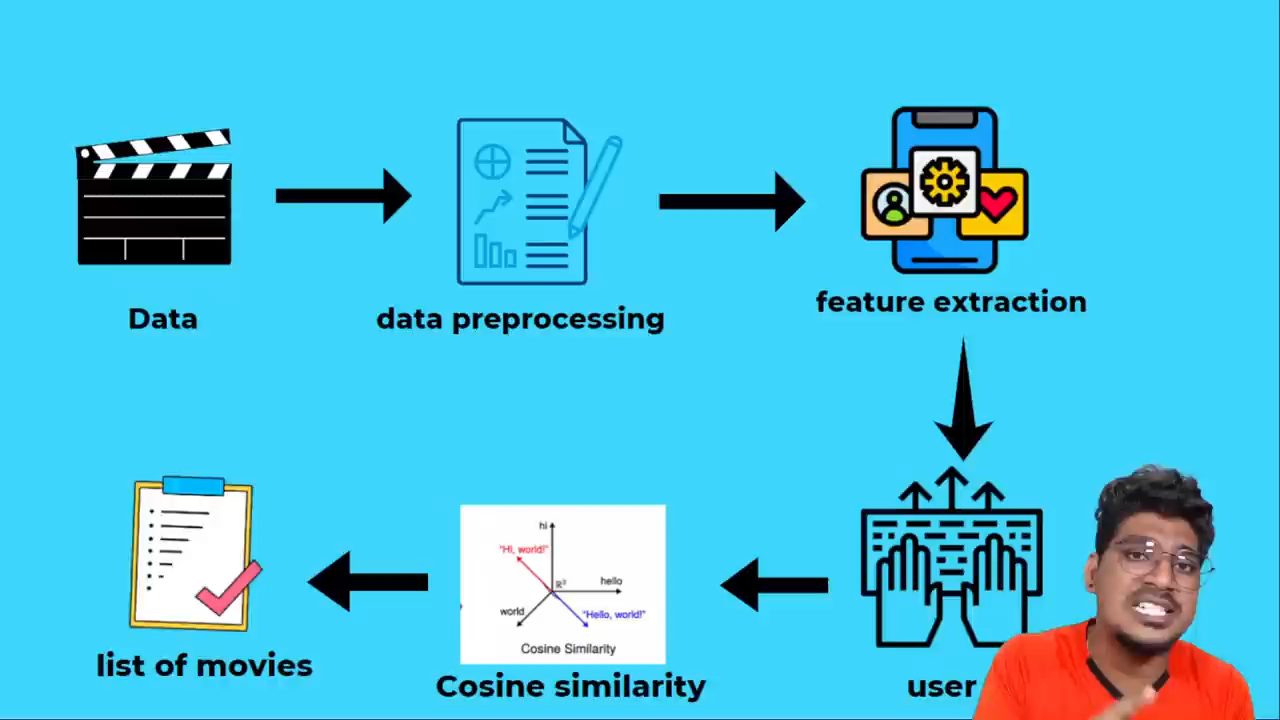 Data
data preprocessing
feature extraction
list of movies
hi
"Hi, world!"
R³
hello
world
"Hello, world!"
Cosine Similarity
Cosine similarity
user